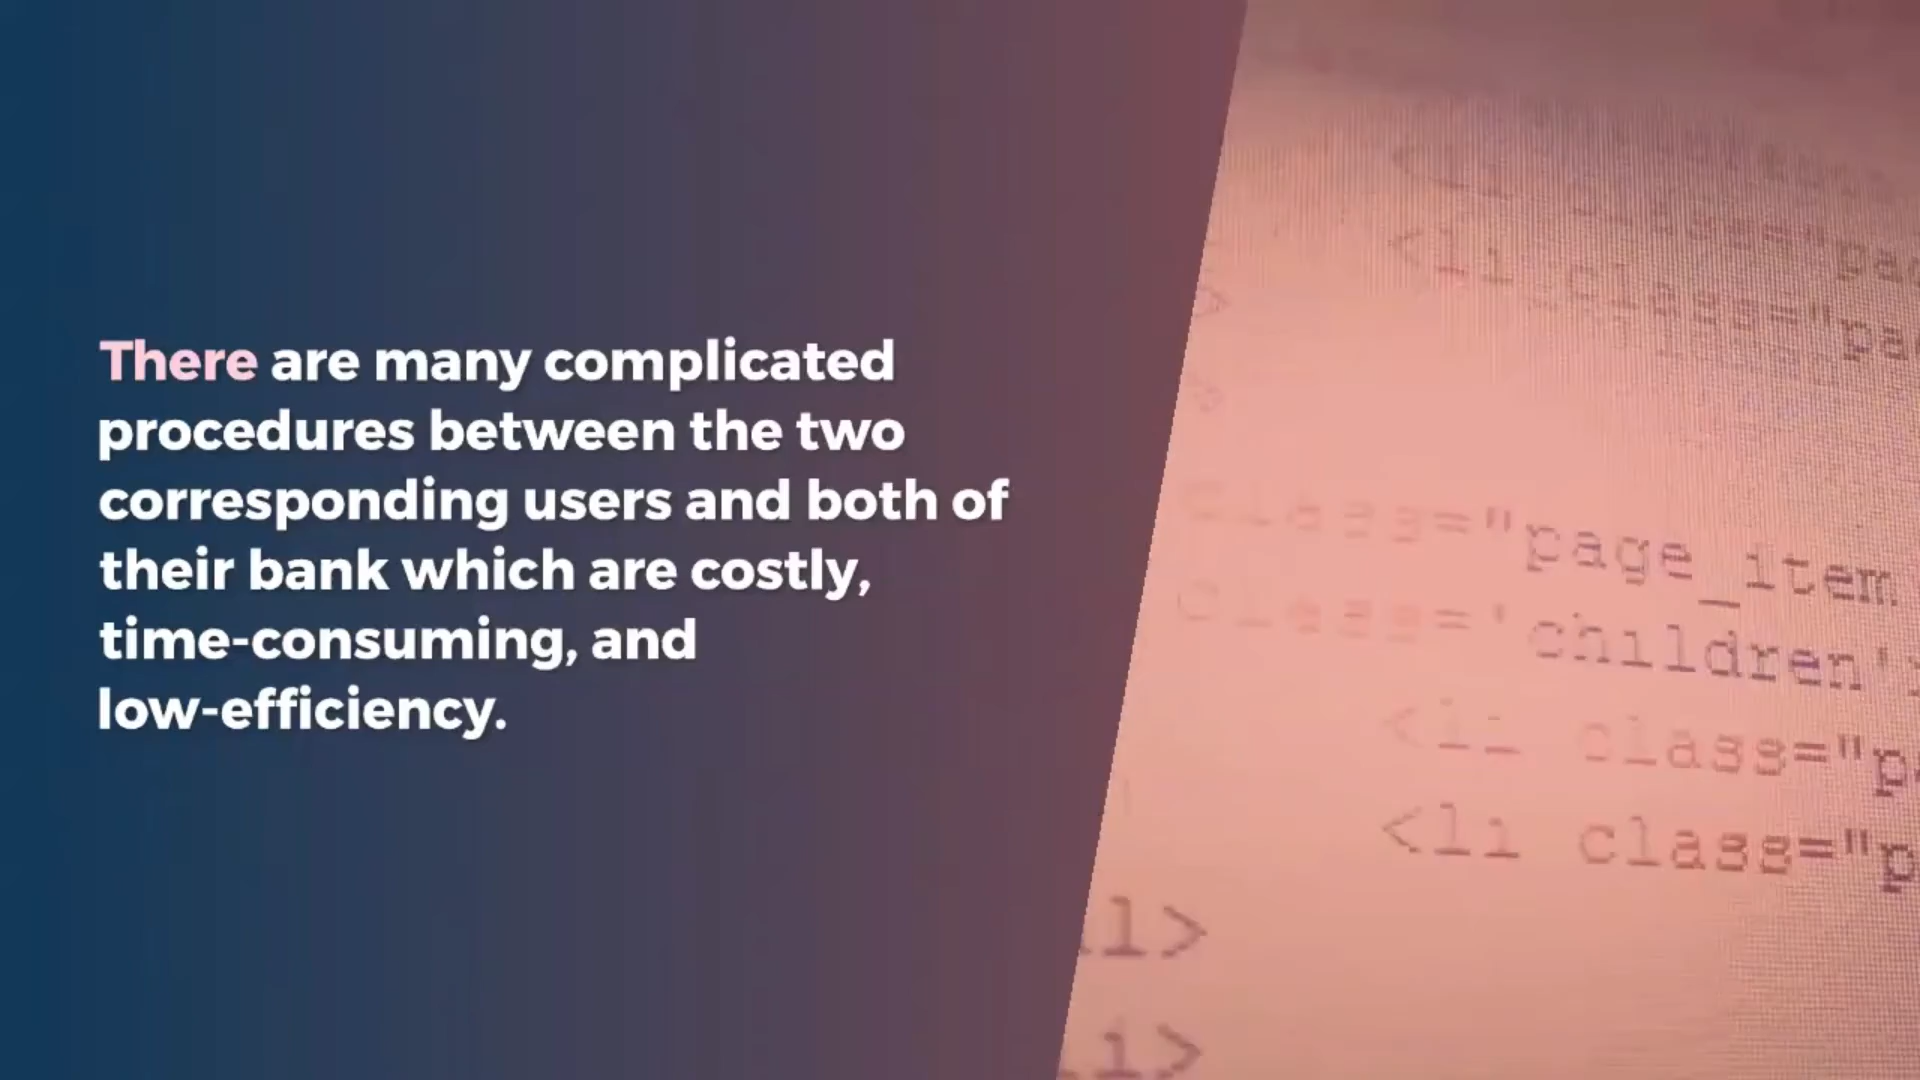 There are many complicated
procedures between the two
corresponding users and both of
their bank which are costly,
time-consuming, and
low-efficiency.
<li class="pa
class="page_item
class='children'
<li class="p
<li class="p
l>
i>